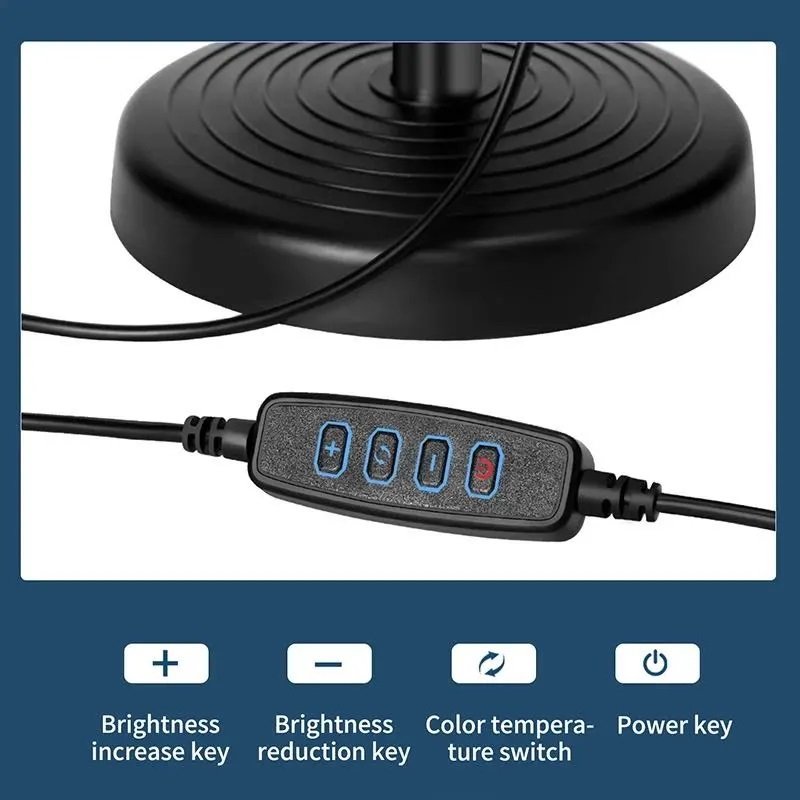 Brightness
increase key
Brightness
reduction key
Color tempera-
ture switch
Power key